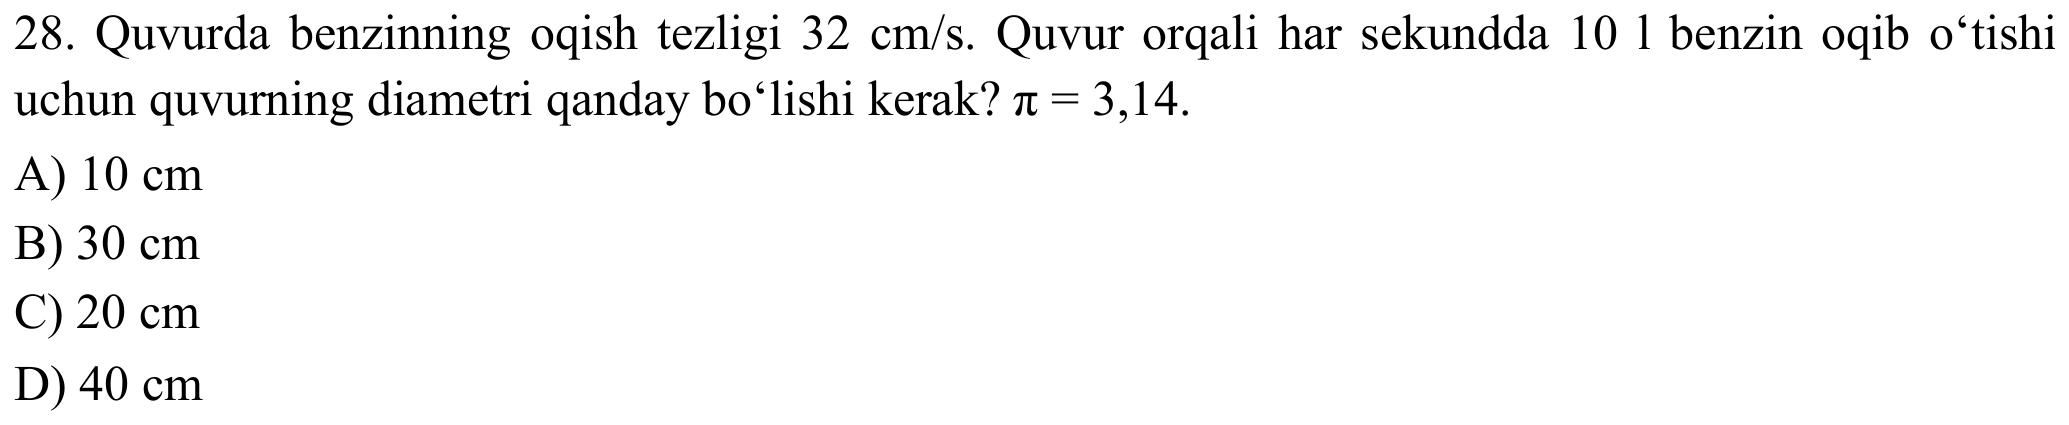 28. Quvurda benzinning oqish tezligi 32 cm/s. Quvur orqali har sekundda 10 l benzin oqib o‘tishi
uchun quvurning diametri qanday bo‘lishi kerak? π = 3,14.
A) 10 cm
B) 30 cm
C) 20 cm
D) 40 cm